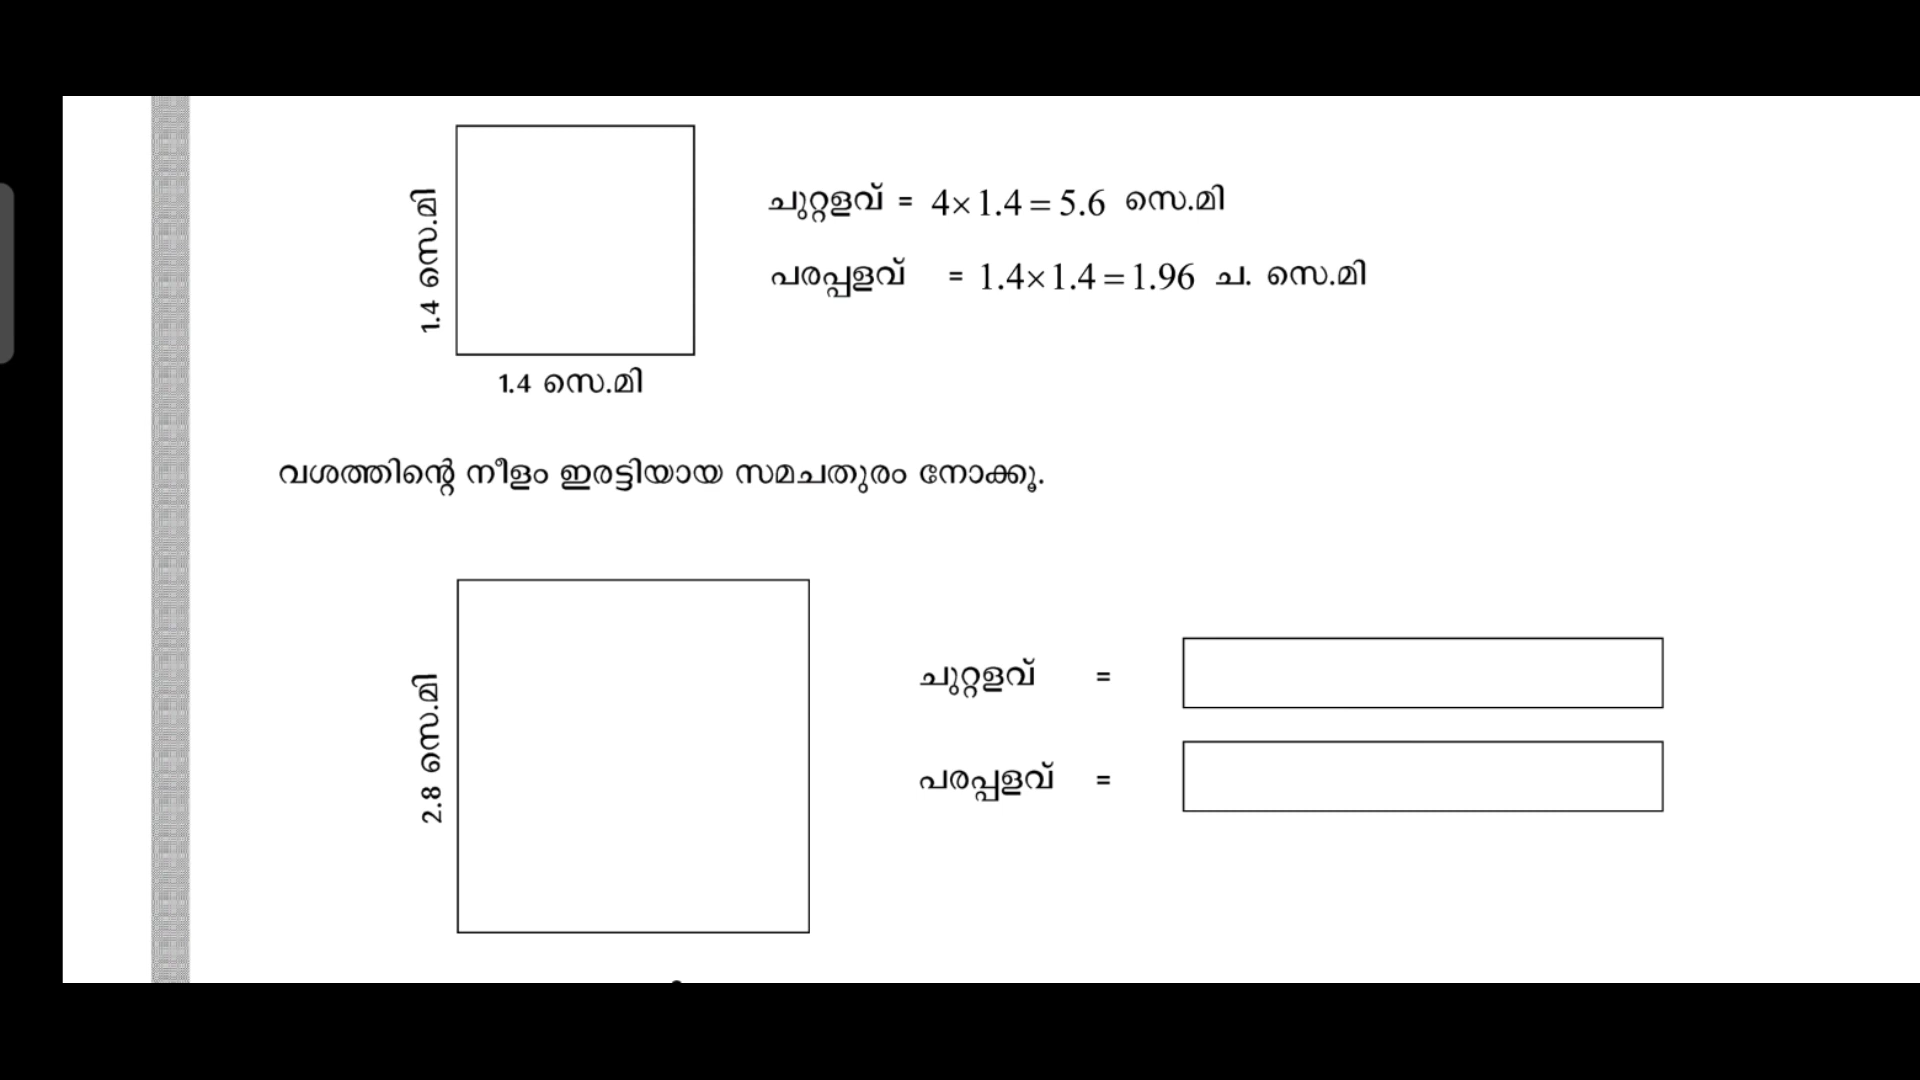 1.4 സെ.മി
ചുറ്റളവ് = 4×1.4=5.6 സെ.മി
പരപ്പളവ് = 1.4×1.4=1.96 ച. സെ.മി
1.4 സെ.മി
വശത്തിന്റെ നീളം ഇരട്ടിയായ സമചതുരം നോക്കൂ.
2.8 സെ.മി
ചുറ്റളവ് =
പരപ്പളവ് =